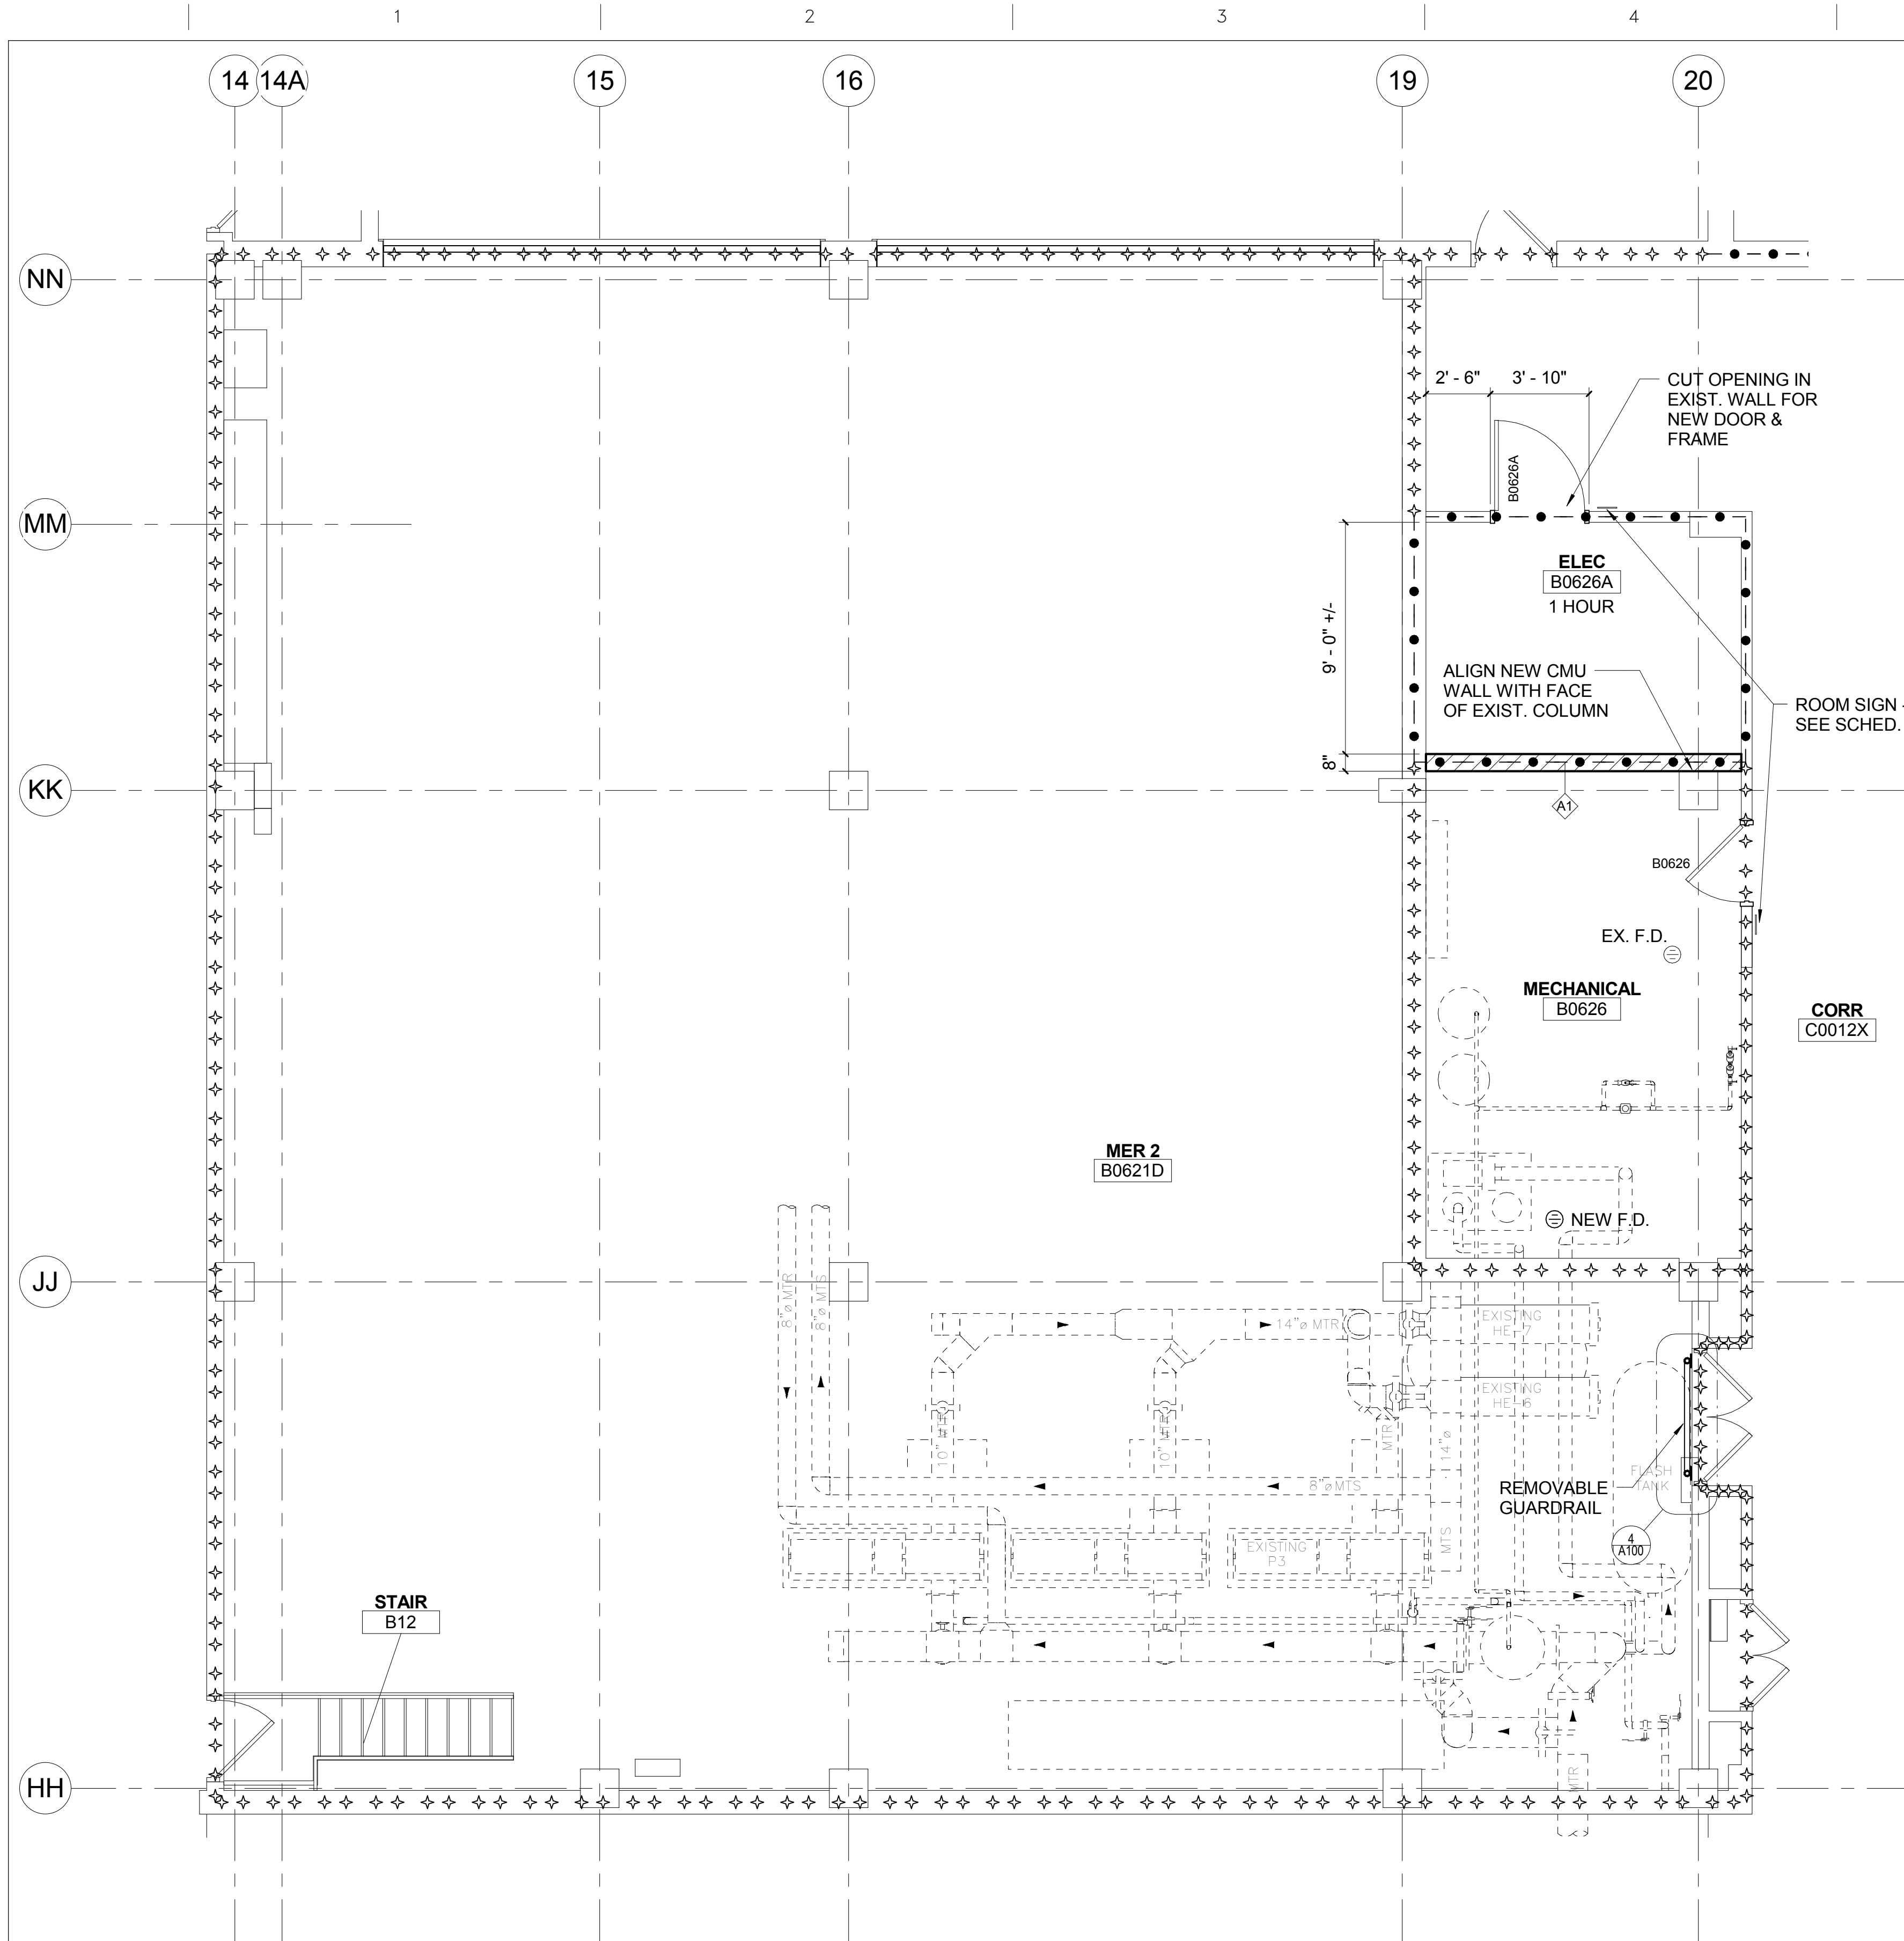 1
2
3
4
14
14A
15
16
19
20
NN
2' - 6"
3' - 10"
CUT OPENING IN
EXIST. WALL FOR
NEW DOOR &
FRAME
B0626A
MM
ELEC
B0626A
1 HOUR
9' - 0" +/-
ALIGN NEW CMU
WALL WITH FACE
OF EXIST. COLUMN
ROOM SIGN -
SEE SCHED.
8"
KK
A1
B0626
EX. F.D.
MECHANICAL
B0626
CORR
C0012X
MER 2
B0621D
NEW F.D.
JJ
8"ø MTR
8"ø MTS
14"ø MTR
EXISTING
HE-7
EXISTING
HE-6
10" MTR
10" MTR
MTR
14"ø
MTS
8"ø MTS
FLASH
TANK
REMOVABLE
GUARDRAIL
4
A100
EXISTING
P3
STAIR
B12
MTR
HH